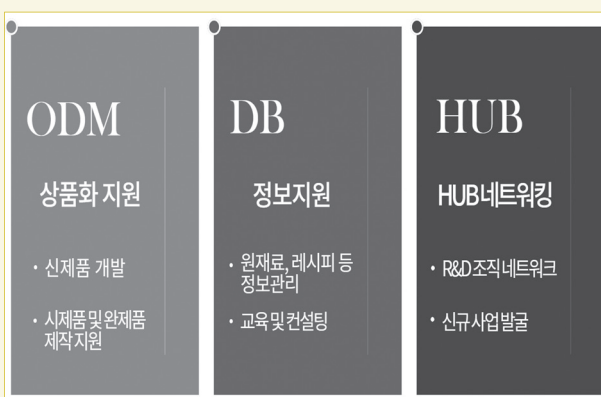 ODM
상품화 지원
• 신제품 개발
• 시제품 및 완제품
제작 지원
DB
정보지원
• 원재료, 레시피 등
정보관리
• 교육 및 컨설팅
HUB
HUB 네트워킹
• R&D 조직 네트워크
• 신규 사업 발굴